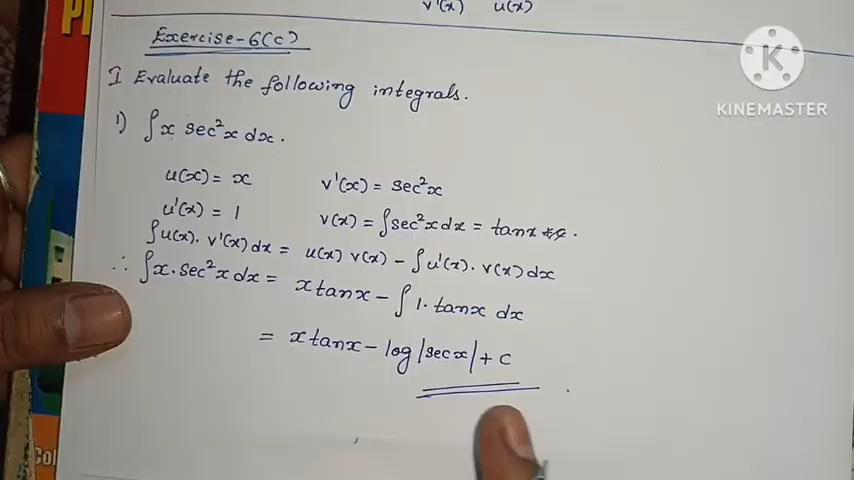 v'(x) u(x)
Exercise-6(c)
I Evaluate the following integrals.
1) ∫x sec²x dx.
u(x) = x v'(x) = sec²x
u'(x) = 1 v(x) = ∫sec²x dx = tanx .
∫u(x). v'(x) dx = u(x) v(x) - ∫u'(x). v(x) dx
∴ ∫x. sec²x dx = x tanx - ∫1. tanx dx
= x tanx - log|secx| + c
K
KINEMASTER
P
Col